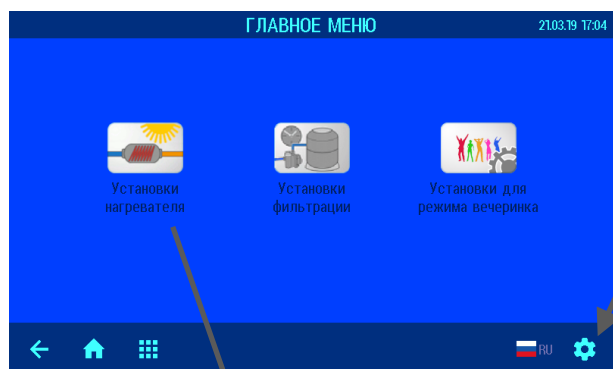 ГЛАВНОЕ МЕНЮ
21.03.19 17:04
Установки
нагревателя
Установки
фильтрации
Установки для
режима вечеринка
RU